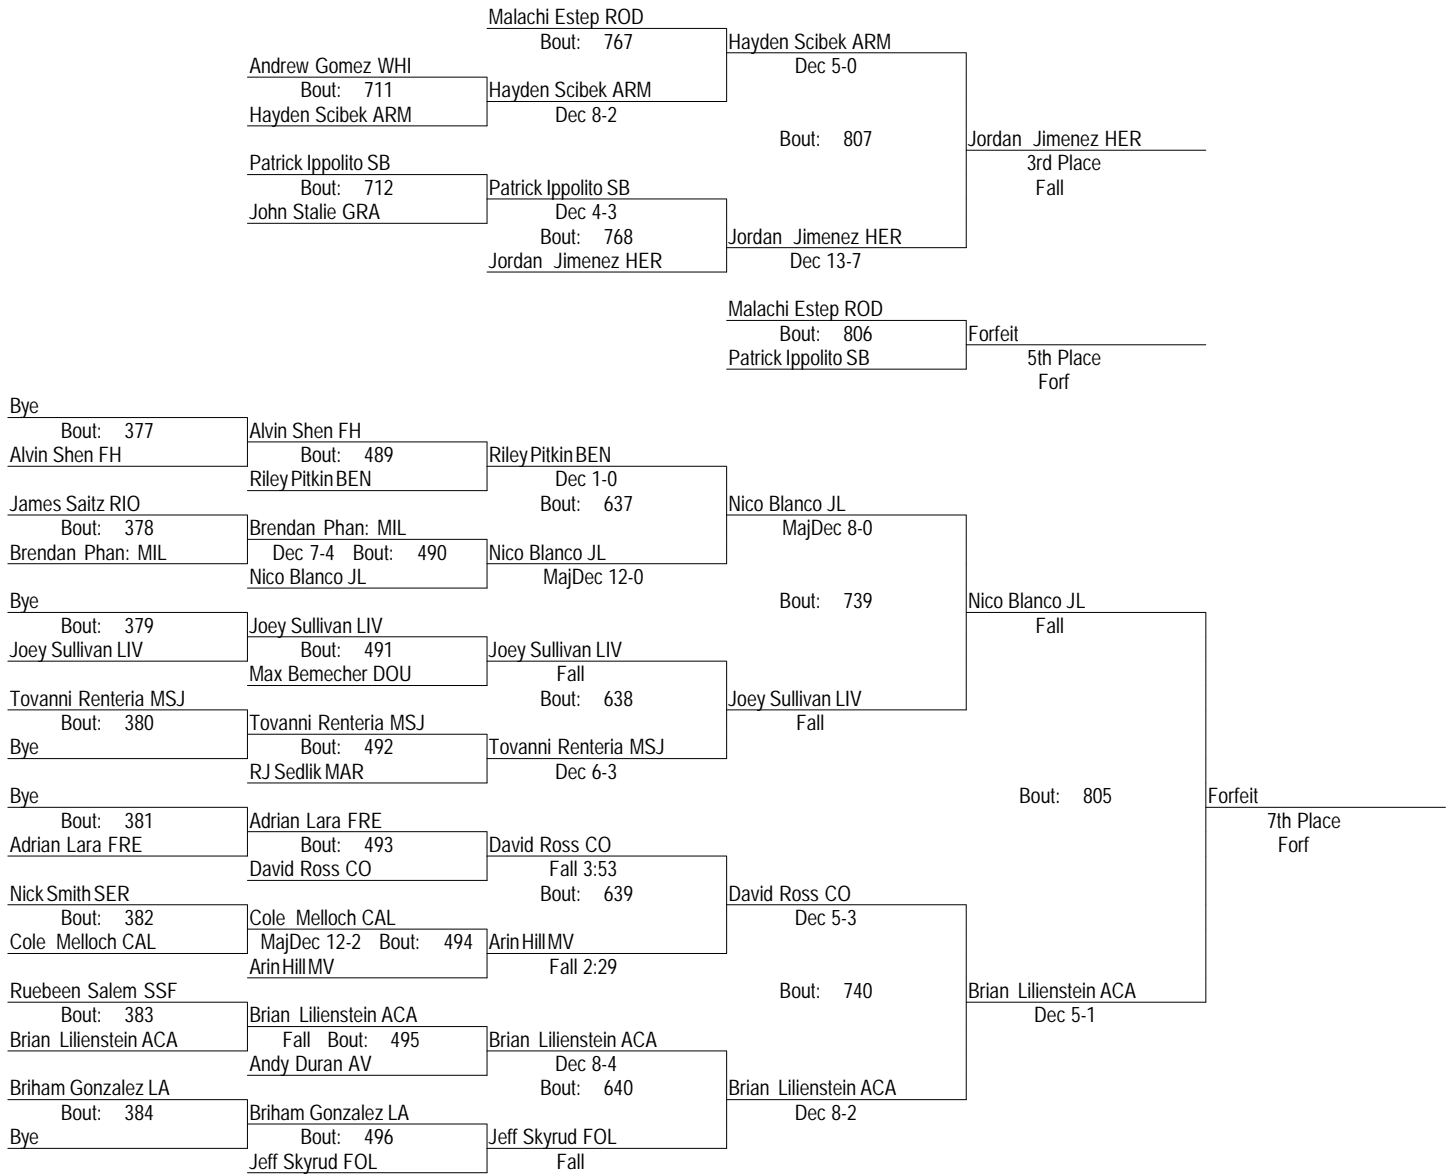 Malachi Estep ROD
Bout: 767
Hayden Scibek ARM
Dec 5-0
Andrew Gomez WHI
Bout: 711
Hayden Scibek ARM
Hayden Scibek ARM
Dec 8-2
Bout: 807
Jordan Jimenez HER
3rd Place
Fall
Patrick Ippolito SB
Bout: 712
John Stalie GRA
Patrick Ippolito SB
Dec 4-3
Bout: 768
Jordan Jimenez HER
Jordan Jimenez HER
Dec 13-7
Malachi Estep ROD
Bout: 806
Patrick Ippolito SB
Forfeit
5th Place
Forf
Bye
Bout: 377
Alvin Shen FH
Alvin Shen FH
Bout: 489
Riley Pitkin BEN
Riley Pitkin BEN
Dec 1-0
Bout: 637
James Saitz RIO
Bout: 378
Brendan Phan: MIL
Brendan Phan: MIL
Dec 7-4 Bout: 490
Nico Blanco JL
Nico Blanco JL
MajDec 12-0
Nico Blanco JL
MajDec 8-0
Bye
Bout: 379
Joey Sullivan LIV
Joey Sullivan LIV
Bout: 491
Max Bemecher DOU
Joey Sullivan LIV
Fall
Bout: 638
Bout: 739
Nico Blanco JL
Fall
Tovanni Renteria MSJ
Bout: 380
Bye
Tovanni Renteria MSJ
Bout: 492
RJ Sedlik MAR
Tovanni Renteria MSJ
Dec 6-3
Joey Sullivan LIV
Fall
Bye
Bout: 381
Adrian Lara FRE
Adrian Lara FRE
Bout: 493
David Ross CO
David Ross CO
Fall 3:53
Bout: 639
Bout: 805
Forfeit
7th Place
Forf
Nick Smith SER
Bout: 382
Cole Melloch CAL
Cole Melloch CAL
MajDec 12-2 Bout: 494
Arin Hill MV
Arin Hill MV
Fall 2:29
David Ross CO
Dec 5-3
Ruebeen Salem SSF
Bout: 383
Brian Lilienstein ACA
Brian Lilienstein ACA
Fall Bout: 495
Andy Duran AV
Brian Lilienstein ACA
Dec 8-4
Bout: 640
Bout: 740
Brian Lilienstein ACA
Dec 5-1
Briham Gonzalez LA
Bout: 384
Bye
Briham Gonzalez LA
Bout: 496
Jeff Skyrud FOL
Jeff Skyrud FOL
Fall
Brian Lilienstein ACA
Dec 8-2